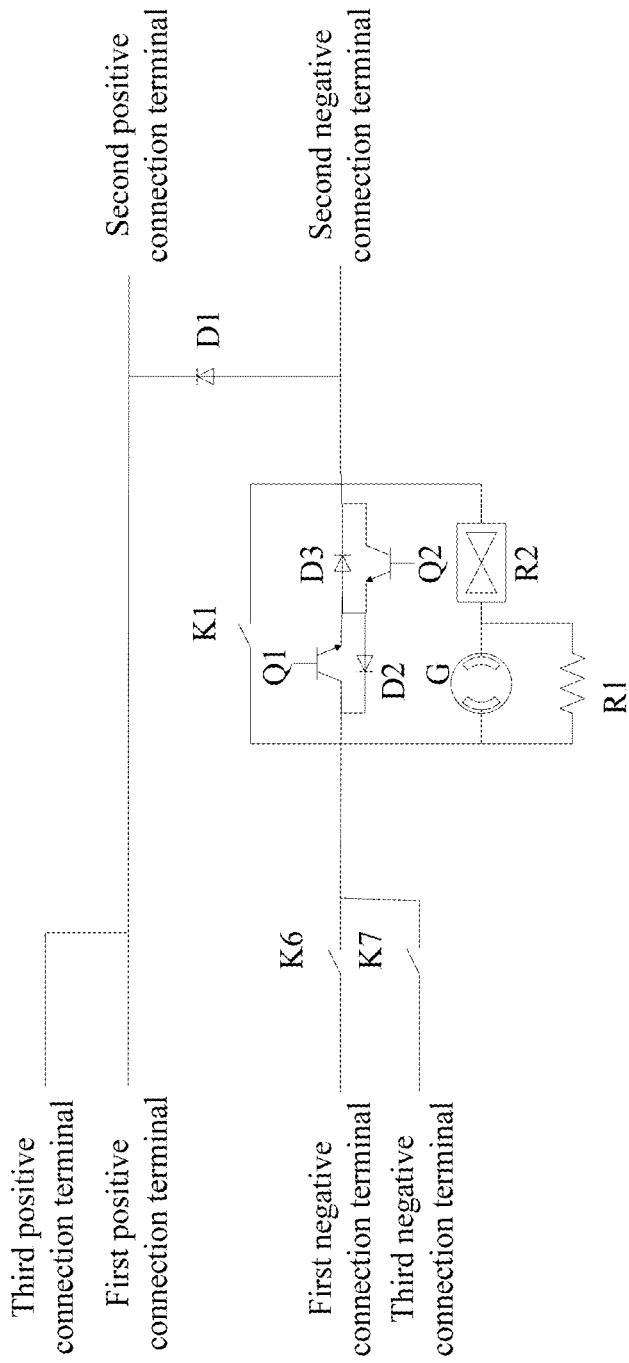 Third positive
connection terminal
First positive
connection terminal
Second positive
connection terminal
D1
First negative
connection terminal
Third negative
connection terminal
Second negative
connection terminal
K6
K7
K1
Q1
D3
D2
Q2
G
R2
R1